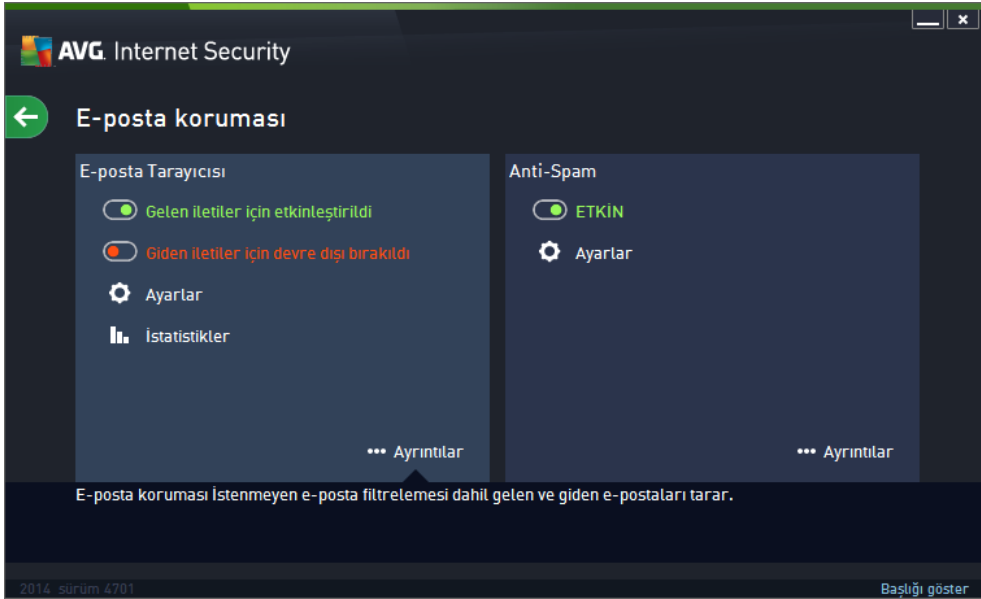 AVG. Internet Security
E-posta koruması
E-posta Tarayıcısı
Gelen iletiler için etkinleştirildi
Giden iletiler için devre dışı bırakıldı
Ayarlar
İstatistikler
Ayrıntılar
Anti-Spam
ETKİN
Ayarlar
Ayrıntılar
E-posta koruması İstenmeyen e-posta filtrelemesi dahil gelen ve giden e-postaları tarar.
2014 sürüm 4701
Başlığı göster